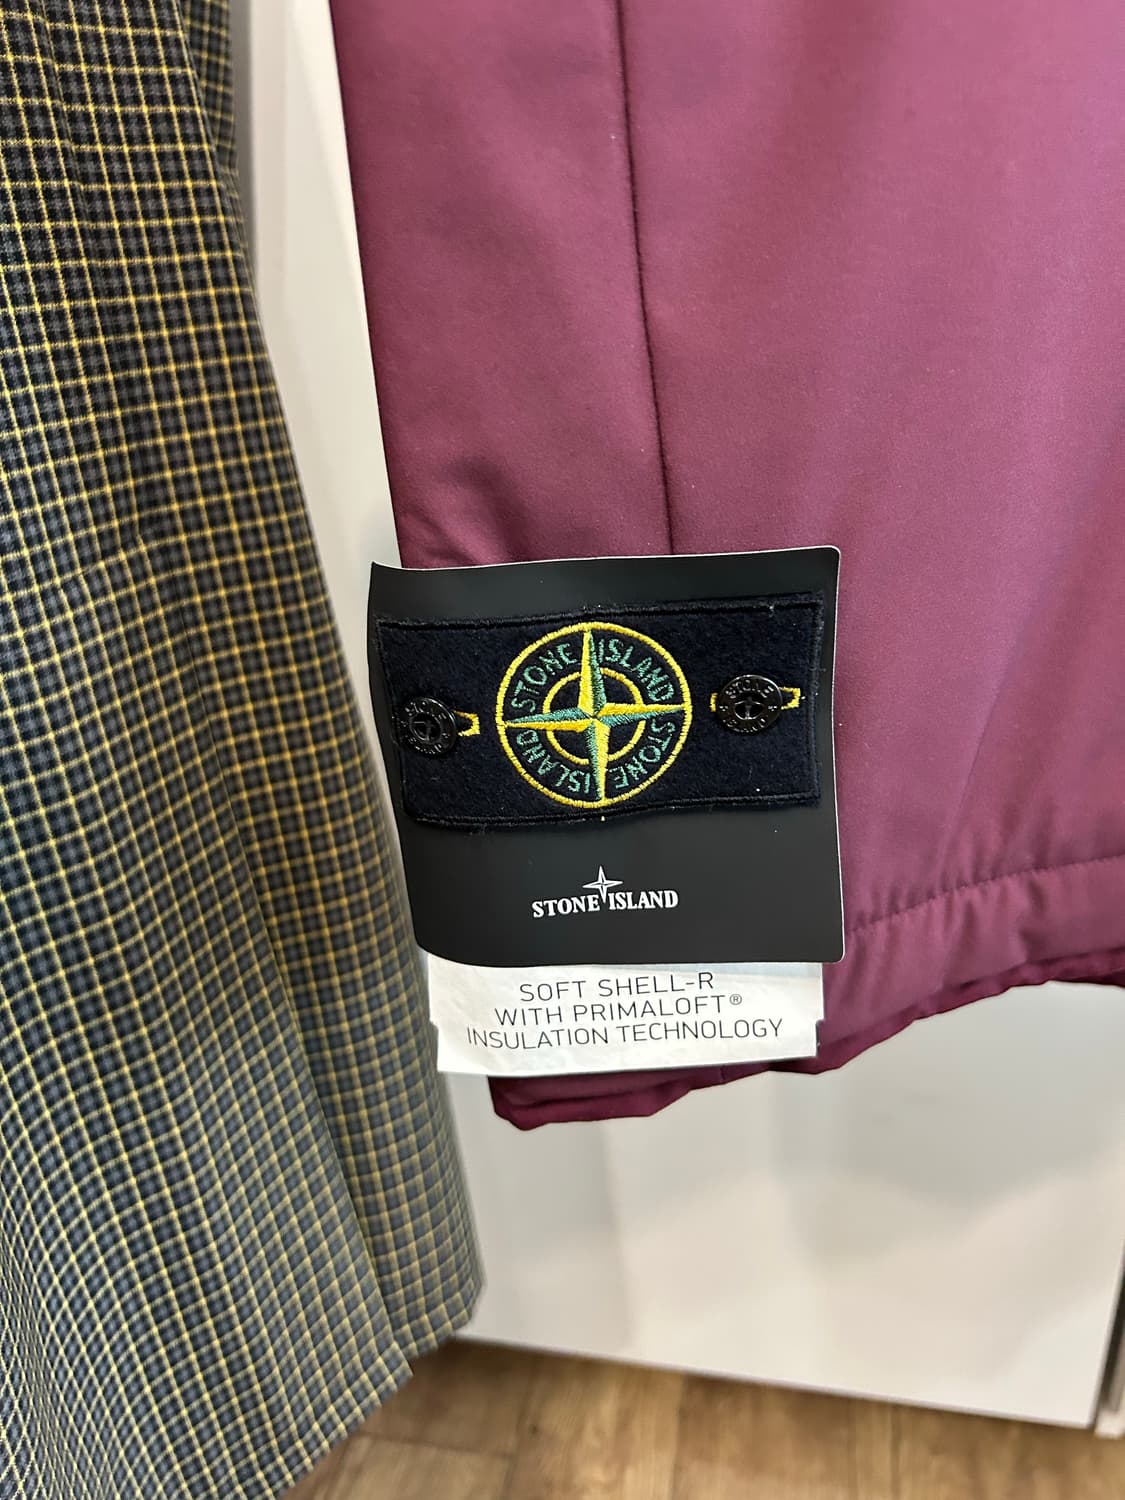 STONE ISLAND
STONE ISLAND
STONE ISLAND
SOFT SHELL-R
WITH PRIMALOFT®
INSULATION TECHNOLOGY